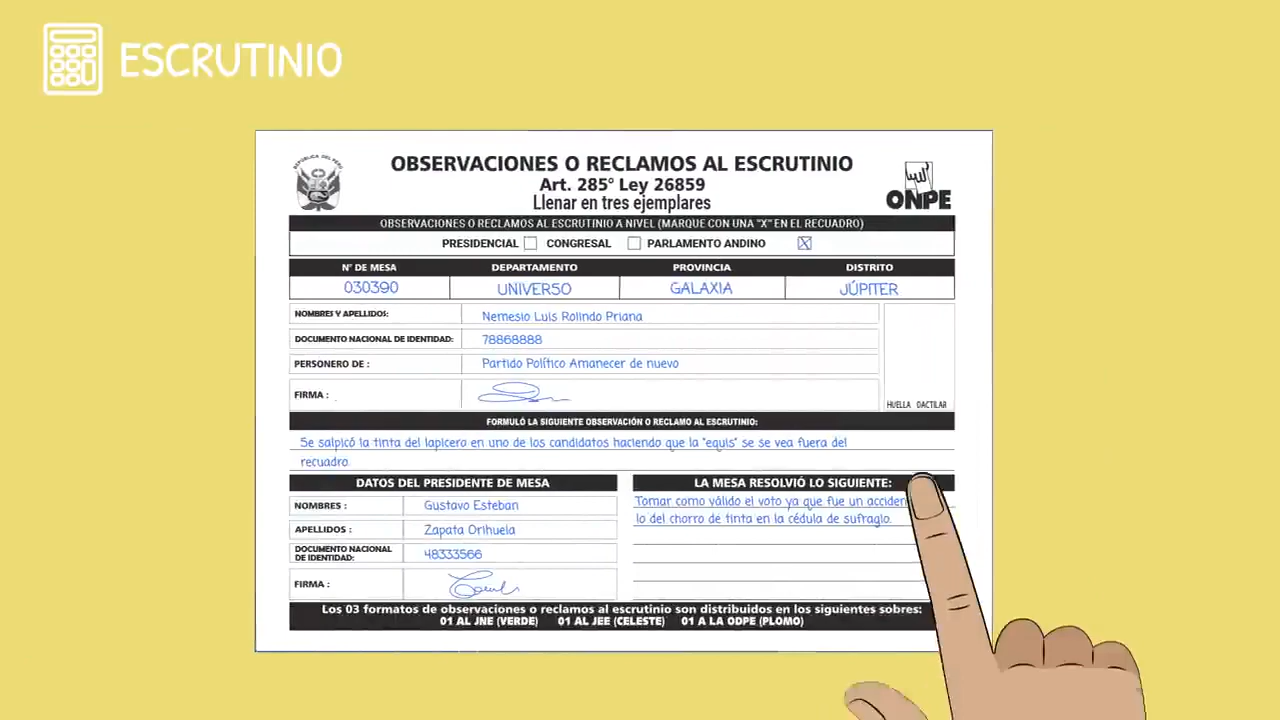 ESCRUTINIO
REPÚBLICA DEL PERÚ
OBSERVACIONES O RECLAMOS AL ESCRUTINIO
Art. 285° Ley 26859
Llenar en tres ejemplares
ONPE
OBSERVACIONES O RECLAMOS AL ESCRUTINIO A NIVEL (MARQUE CON UNA "X" EN EL RECUADRO)
PRESIDENCIAL CONGRESAL PARLAMENTO ANDINO X
N° DE MESA DEPARTAMENTO PROVINCIA DISTRITO
030390 UNIVERSO GALAXIA JÚPITER
NOMBRES Y APELLIDOS: Nemesio Luis Rolindo Priana
DOCUMENTO NACIONAL DE IDENTIDAD: 78868888
PERSONERO DE : Partido Político Amanecer de nuevo
FIRMA :
HUELLA DACTILAR
FORMULÓ LA SIGUIENTE OBSERVACIÓN O RECLAMO AL ESCRUTINIO:
Se salpicó la tinta del lapicero en uno de los candidatos haciendo que la "equis" se se vea fuera del
recuadro
DATOS DEL PRESIDENTE DE MESA
NOMBRES : Gustavo Esteban
APELLIDOS : Zapata Orihuela
DOCUMENTO NACIONAL
DE IDENTIDAD: 48333566
FIRMA :
LA MESA RESOLVIÓ LO SIGUIENTE:
Tomar como válido el voto ya que fue un acciden
lo del chorro de tinta en la cédula de sufragio.
Los 03 formatos de observaciones o reclamos al escrutinio son distribuidos en los siguientes sobres:
01 AL JNE (VERDE) 01 AL JEE (CELESTE) 01 A LA ODPE (PLOMO)